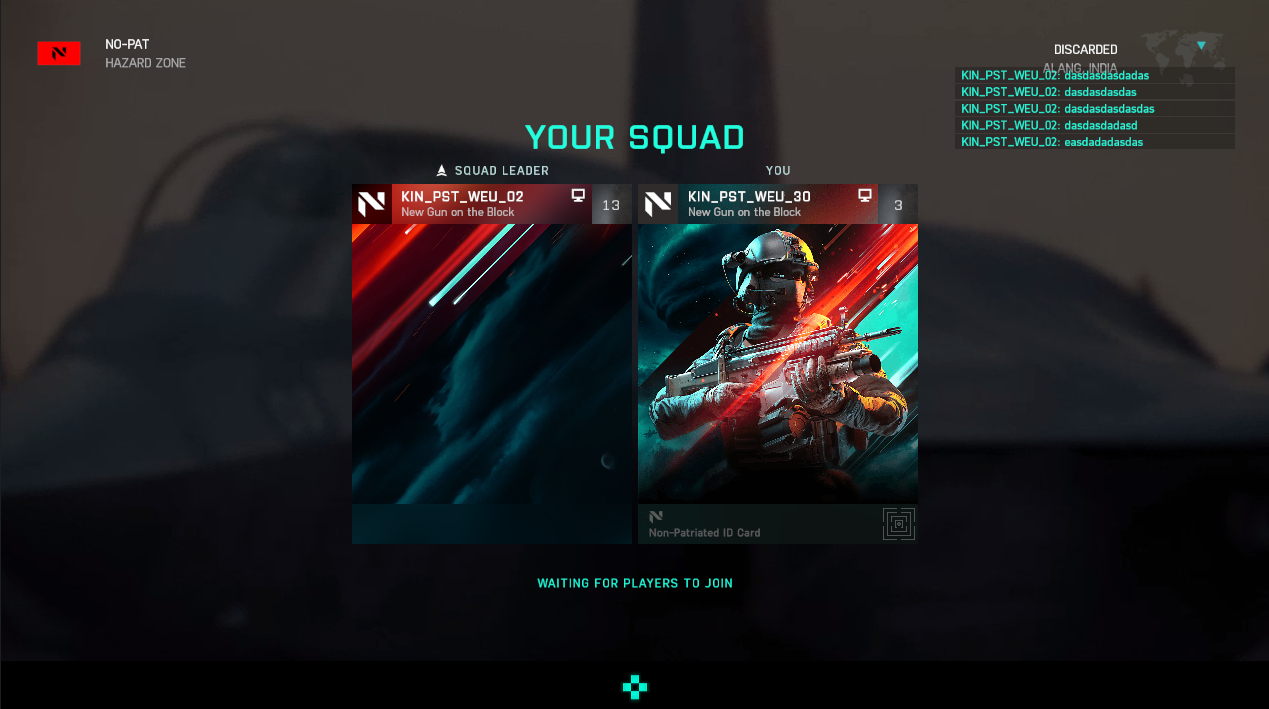 NO-PAT
HAZARD ZONE
DISCARDED
ALANG, INDIA
KIN_PST_WEU_02: dasdasdasdadas
KIN_PST_WEU_02: dasdasdasdas
KIN_PST_WEU_02: dasdasdasdasdas
KIN_PST_WEU_02: dasdasdadasd
KIN_PST_WEU_02: easdadadasdas
YOUR SQUAD
SQUAD LEADER
YOU
KIN_PST_WEU_02
New Gun on the Block
13
KIN_PST_WEU_30
New Gun on the Block
3
Non-Patriated ID Card
WAITING FOR PLAYERS TO JOIN